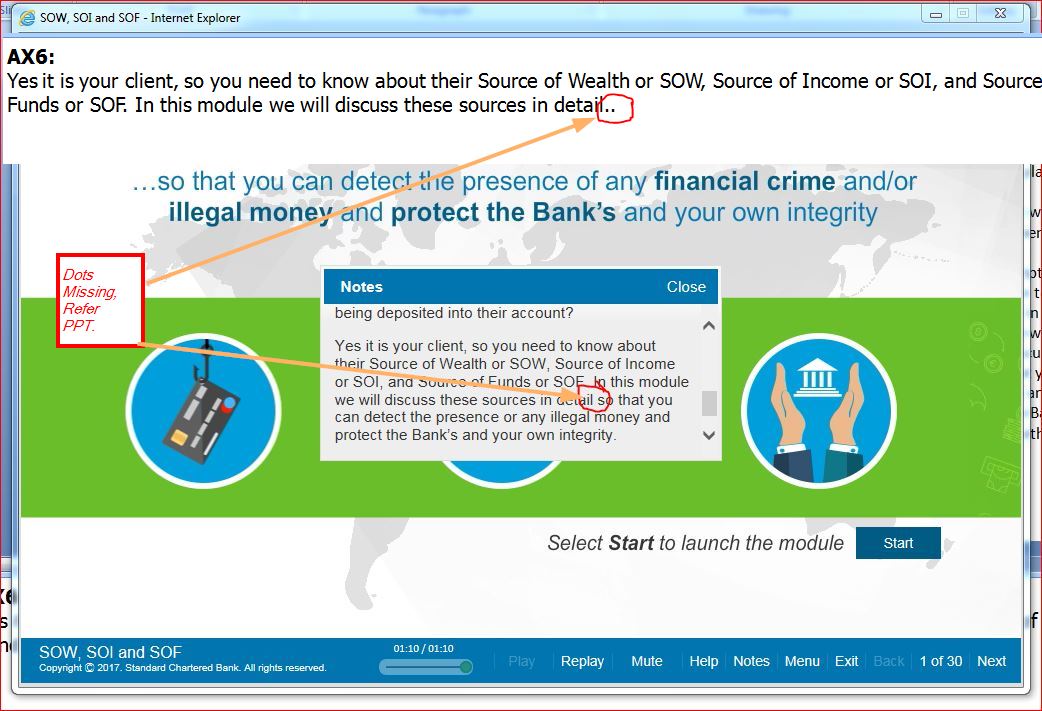 SOW, SOI and SOF - Internet Explorer
AX6:
Yes it is your client, so you need to know about their Source of Wealth or SOW, Source of Income or SOI, and Source
Funds or SOF. In this module we will discuss these sources in detail..
…so that you can detect the presence of any financial crime and/or
illegal money and protect the Bank’s and your own integrity
Dots
Missing,
Refer
PPT.
Notes Close
being deposited into their account?
Yes it is your client, so you need to know about
their Source of Wealth or SOW, Source of Income
or SOI, and Source of Funds or SOF. In this module
we will discuss these sources in detail so that you
can detect the presence or any illegal money and
protect the Bank’s and your own integrity.
Select Start to launch the module Start
SOW, SOI and SOF
Copyright © 2017. Standard Chartered Bank. All rights reserved.
01:10 / 01:10
Play Replay Mute Help Notes Menu Exit Back 1 of 30 Next